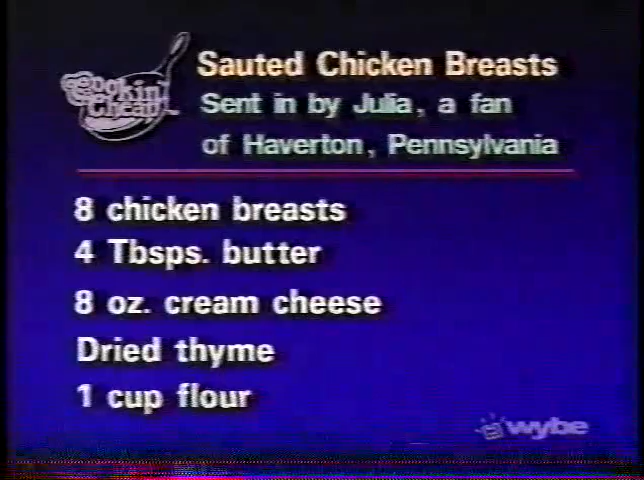 Cookin'
Cheap
Sauted Chicken Breasts
Sent in by Julia, a fan
of Haverton, Pennsylvania
8 chicken breasts
4 Tbsps. butter
8 oz. cream cheese
Dried thyme
1 cup flour
wybe